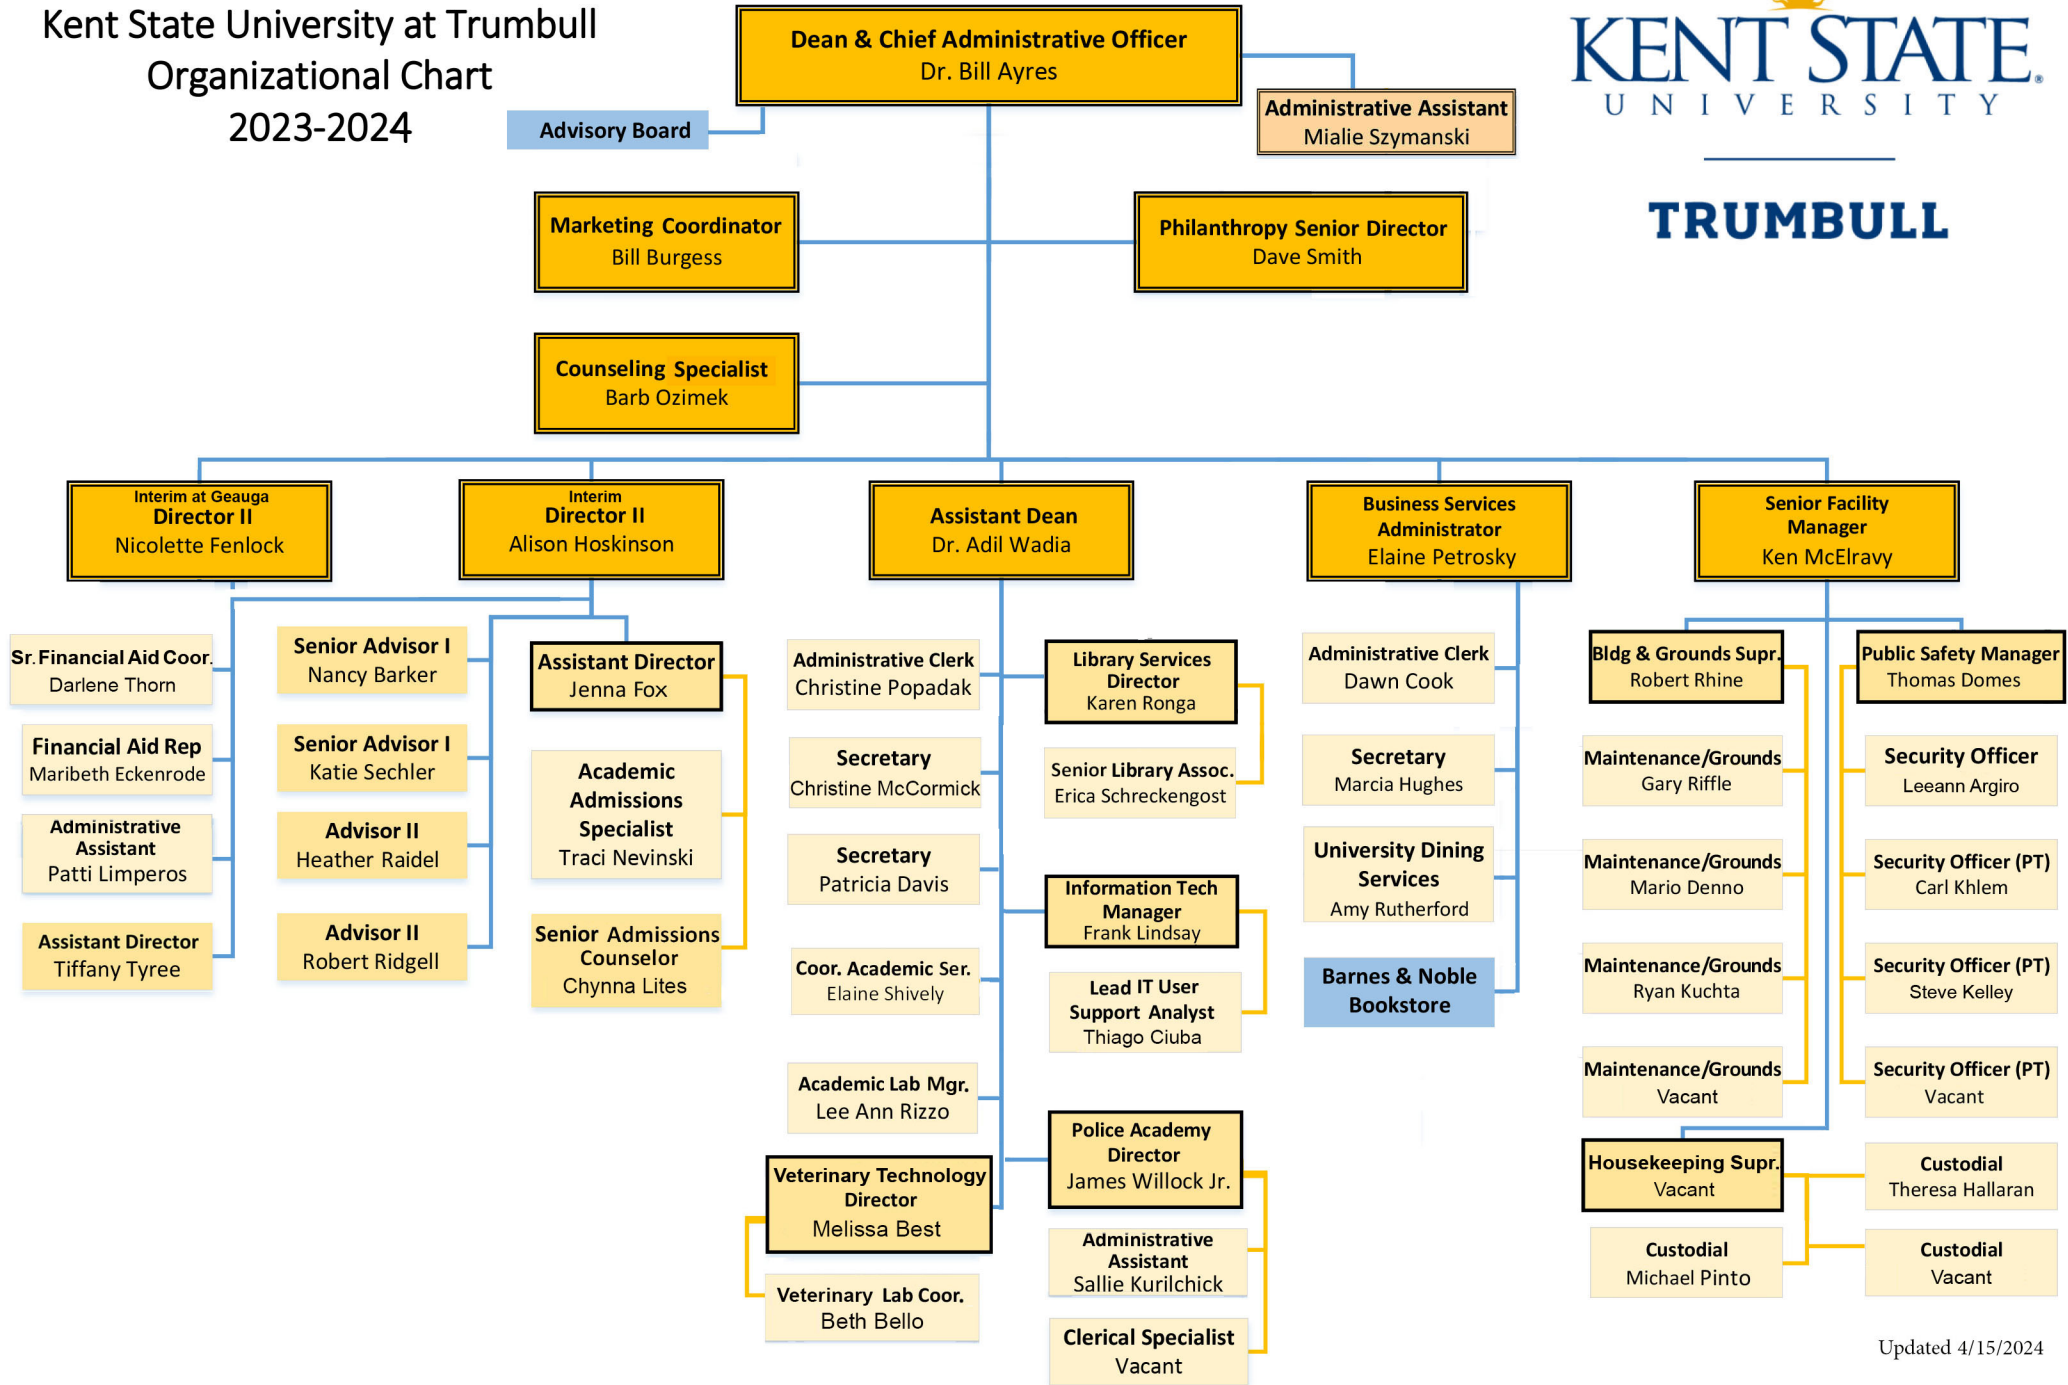 Kent State University at Trumbull
Organizational Chart
2023-2024
Dean & Chief Administrative Officer
Dr. Bill Ayres
KENT STATE
UNIVERSITY
TRUMBULL
Advisory Board
Administrative Assistant
Mialie Szymanski
Marketing Coordinator
Bill Burgess
Philanthropy Senior Director
Dave Smith
Counseling Specialist
Barb Ozimek
Interim at Geauga
Director II
Nicolette Fenlock
Interim
Director II
Alison Hoskinson
Assistant Dean
Dr. Adil Wadia
Business Services
Administrator
Elaine Petrosky
Senior Facility
Manager
Ken McElravy
Sr. Financial Aid Coor.
Darlene Thorn
Financial Aid Rep
Maribeth Eckenrode
Administrative
Assistant
Patti Limperos
Assistant Director
Tiffany Tyree
Senior Advisor I
Nancy Barker
Senior Advisor I
Katie Sechler
Advisor II
Heather Raidel
Advisor II
Robert Ridgell
Assistant Director
Jenna Fox
Academic
Admissions
Specialist
Traci Nevinski
Senior Admissions
Counselor
Chynna Lites
Administrative Clerk
Christine Popadak
Secretary
Christine McCormick
Secretary
Patricia Davis
Coor. Academic Ser.
Elaine Shively
Academic Lab Mgr.
Lee Ann Rizzo
Veterinary Technology
Director
Melissa Best
Veterinary Lab Coor.
Beth Bello
Library Services
Director
Karen Ronga
Senior Library Assoc.
Erica Schreckengost
Information Tech
Manager
Frank Lindsay
Lead IT User
Support Analyst
Thiago Ciuba
Police Academy
Director
James Willock Jr.
Administrative
Assistant
Sallie Kurilchick
Clerical Specialist
Vacant
Administrative Clerk
Dawn Cook
Secretary
Marcia Hughes
University Dining
Services
Amy Rutherford
Barnes & Noble
Bookstore
Bldg & Grounds Supr.
Robert Rhine
Maintenance/Grounds
Gary Riffle
Maintenance/Grounds
Mario Denno
Maintenance/Grounds
Ryan Kuchta
Maintenance/Grounds
Vacant
Public Safety Manager
Thomas Domes
Security Officer
Leeann Argiro
Security Officer (PT)
Carl Khlem
Security Officer (PT)
Steve Kelley
Security Officer (PT)
Vacant
Housekeeping Supr.
Vacant
Custodial
Theresa Hallaran
Custodial
Michael Pinto
Custodial
Vacant
Updated 4/15/2024